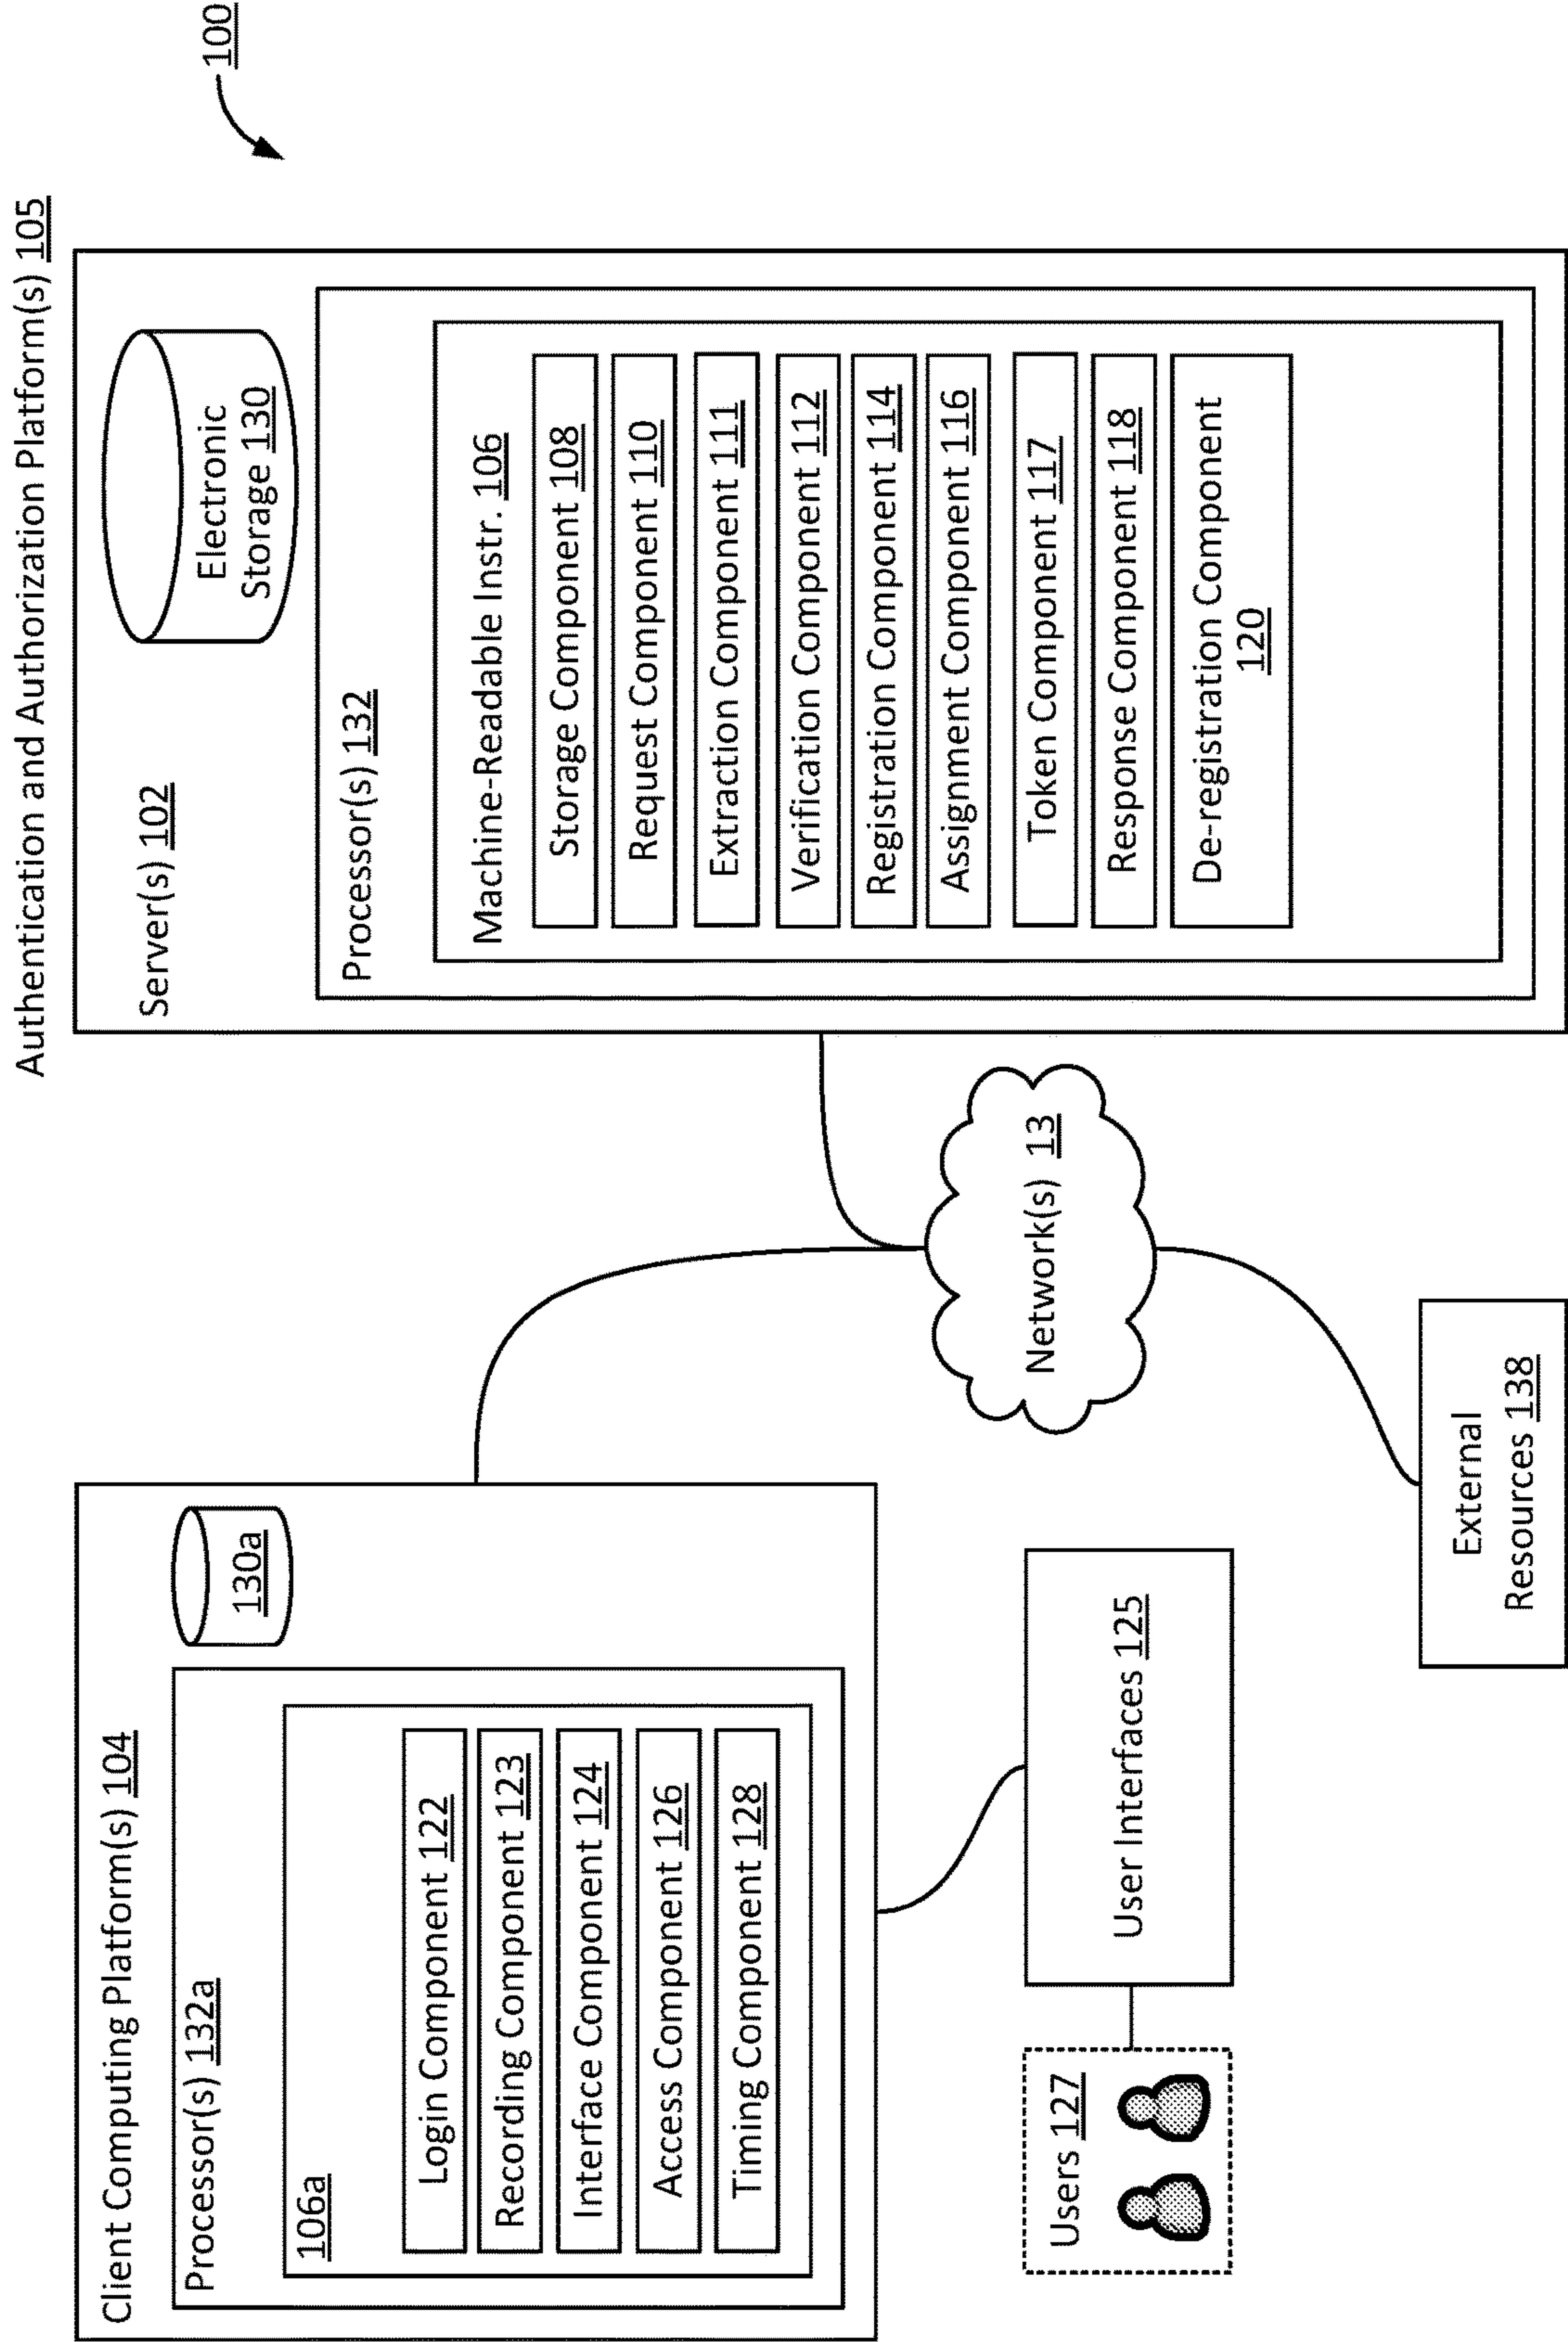 Authentication and Authorization Platform(s) 105
100
Client Computing Platform(s) 104
Processor(s) 132a
130a
106a
Login Component 122
Recording Component 123
Interface Component 124
Access Component 126
Timing Component 128
Users 127
User Interfaces 125
Network(s) 13
External
Resources 138
Server(s) 102
Electronic
Storage 130
Processor(s) 132
Machine-Readable Instr. 106
Storage Component 108
Request Component 110
Extraction Component 111
Verification Component 112
Registration Component 114
Assignment Component 116
Token Component 117
Response Component 118
De-registration Component
120